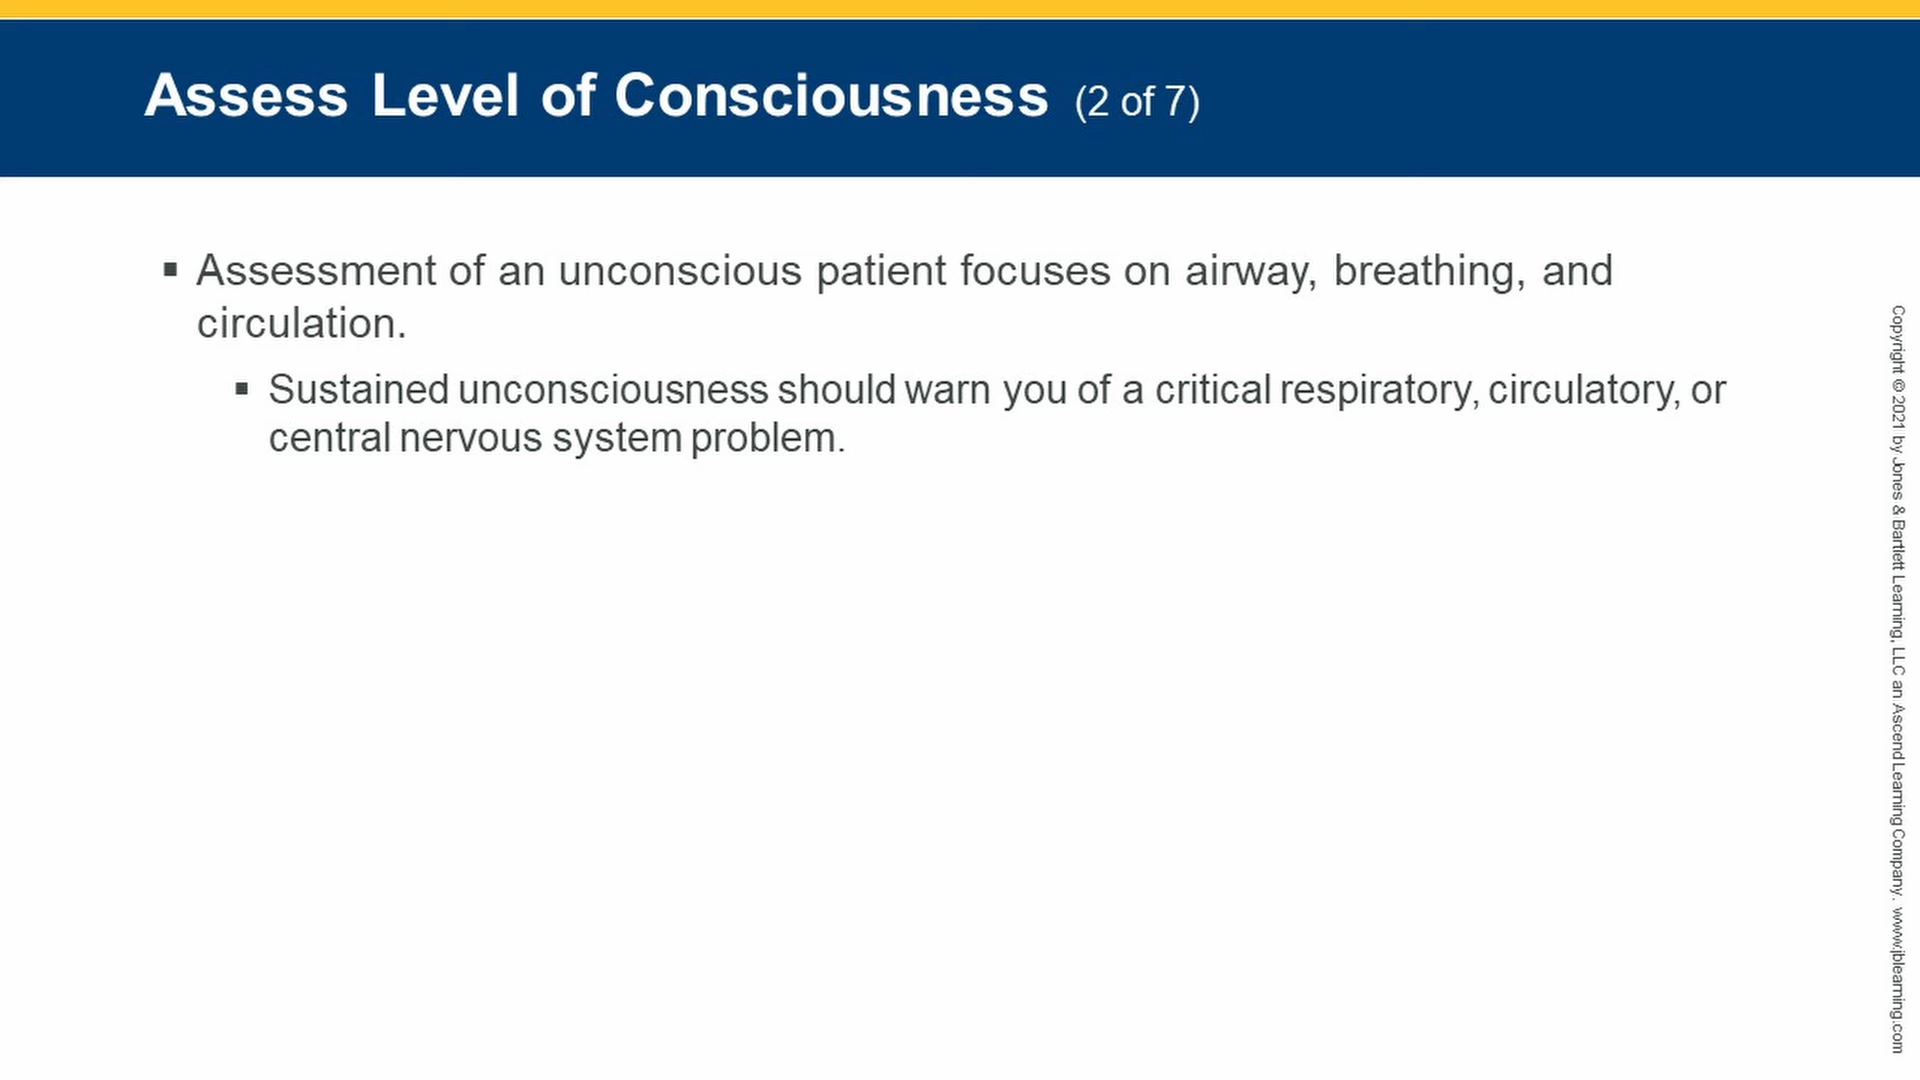 Assess Level of Consciousness (2 of 7)
▪ Assessment of an unconscious patient focuses on airway, breathing, and
circulation.
▪ Sustained unconsciousness should warn you of a critical respiratory, circulatory, or
central nervous system problem.
Copyright © 2021 by Jones & Bartlett Learning, LLC an Ascend Learning Company. www.jblearning.com